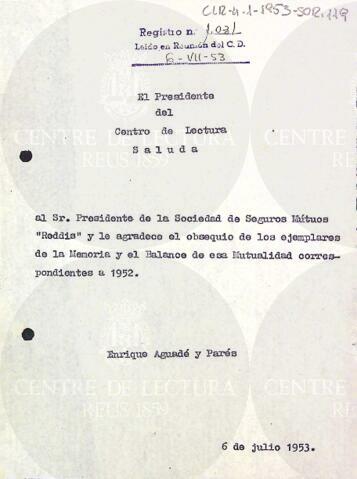 CLR-4.1-1953-SOR.119
Registro n. 1.031
Leído en Reunión del C. D.
6-VII-53
El Presidente
del
Centro de Lectura
Saluda
al Sr. Presidente de la Sociedad de Seguros Mútuos
"Reddis" y le agradece el obsequio de los ejemplares
de la Memoria y el Balance de esa Mutualidad corres-
pondientes a 1952.
Enrique Aguadé y Parés
6 de julio 1953.
CENTRE DE LECTURA
REUS 1859
CENTRE DE LECTURA
REUS 1859